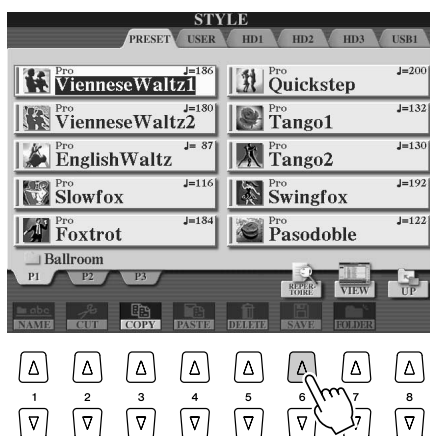 STYLE
PRESET USER HD1 HD2 HD3 USB1
Pro ♩=186
VienneseWaltz1
Pro ♩=200
Quickstep
Pro ♩=180
VienneseWaltz2
Pro ♩=132
Tango1
Pro ♩= 87
EnglishWaltz
Pro ♩=130
Tango2
Pro ♩=116
Slowfox
Pro ♩=192
Swingfox
Pro ♩=184
Foxtrot
Pro ♩=122
Pasodoble
Ballroom
P1 P2 P3
REPER-
TOIRE
VIEW UP
abc
NAME CUT COPY PASTE DELETE SAVE FOLDER
1 2 3 4 5 6 7 8